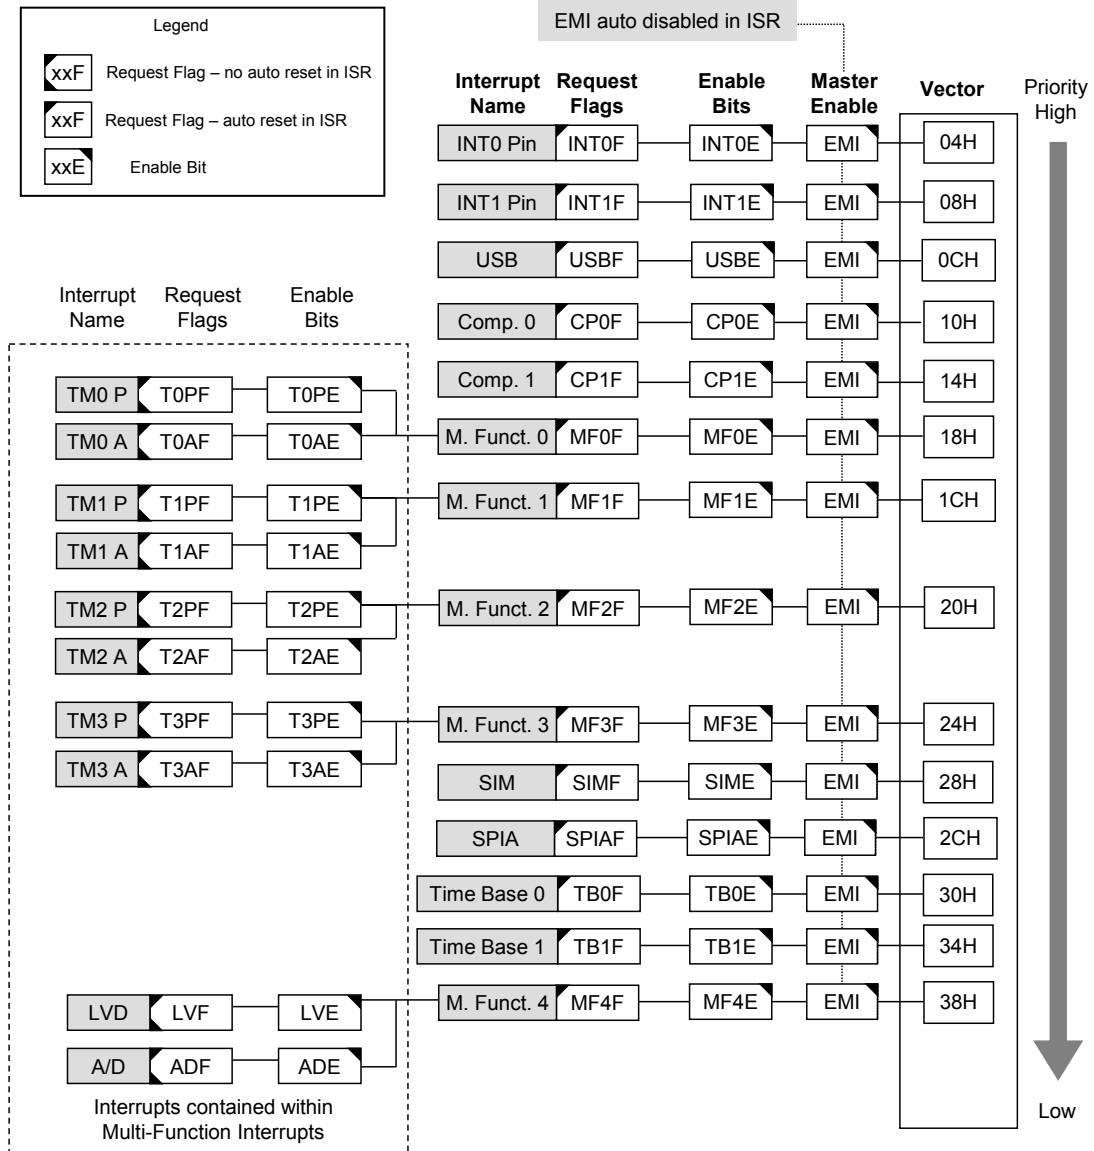 EMI auto disabled in ISR
Legend
xxF Request Flag – no auto reset in ISR
xxF Request Flag – auto reset in ISR
xxE Enable Bit
Interrupt Name Request Flags Enable Bits Master Enable Vector Priority High
INT0 Pin INT0F INT0E EMI 04H
INT1 Pin INT1F INT1E EMI 08H
USB USBF USBE EMI 0CH
Comp. 0 CP0F CP0E EMI 10H
Comp. 1 CP1F CP1E EMI 14H
M. Funct. 0 MF0F MF0E EMI 18H
M. Funct. 1 MF1F MF1E EMI 1CH
M. Funct. 2 MF2F MF2E EMI 20H
M. Funct. 3 MF3F MF3E EMI 24H
SIM SIMF SIME EMI 28H
SPIA SPIAF SPIAE EMI 2CH
Time Base 0 TB0F TB0E EMI 30H
Time Base 1 TB1F TB1E EMI 34H
M. Funct. 4 MF4F MF4E EMI 38H
Low
Interrupt Name Request Flags Enable Bits
TM0 P T0PF T0PE
TM0 A T0AF T0AE
TM1 P T1PF T1PE
TM1 A T1AF T1AE
TM2 P T2PF T2PE
TM2 A T2AF T2AE
TM3 P T3PF T3PE
TM3 A T3AF T3AE
LVD LVF LVE
A/D ADF ADE
Interrupts contained within
Multi-Function Interrupts